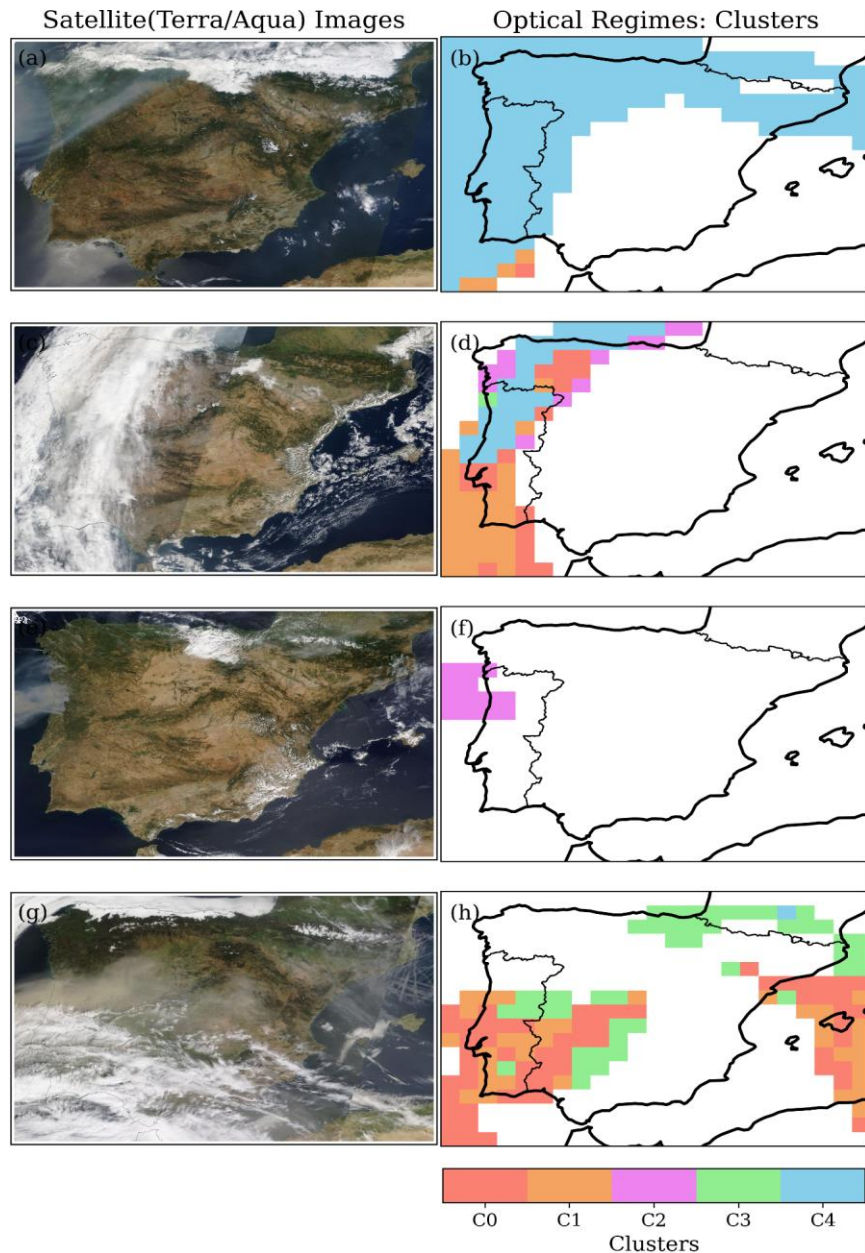 Satellite(Terra/Aqua) Images
Optical Regimes: Clusters
(a)
(b)
(c)
(d)
(e)
(f)
(g)
(h)
C0 C1 C2 C3 C4
Clusters